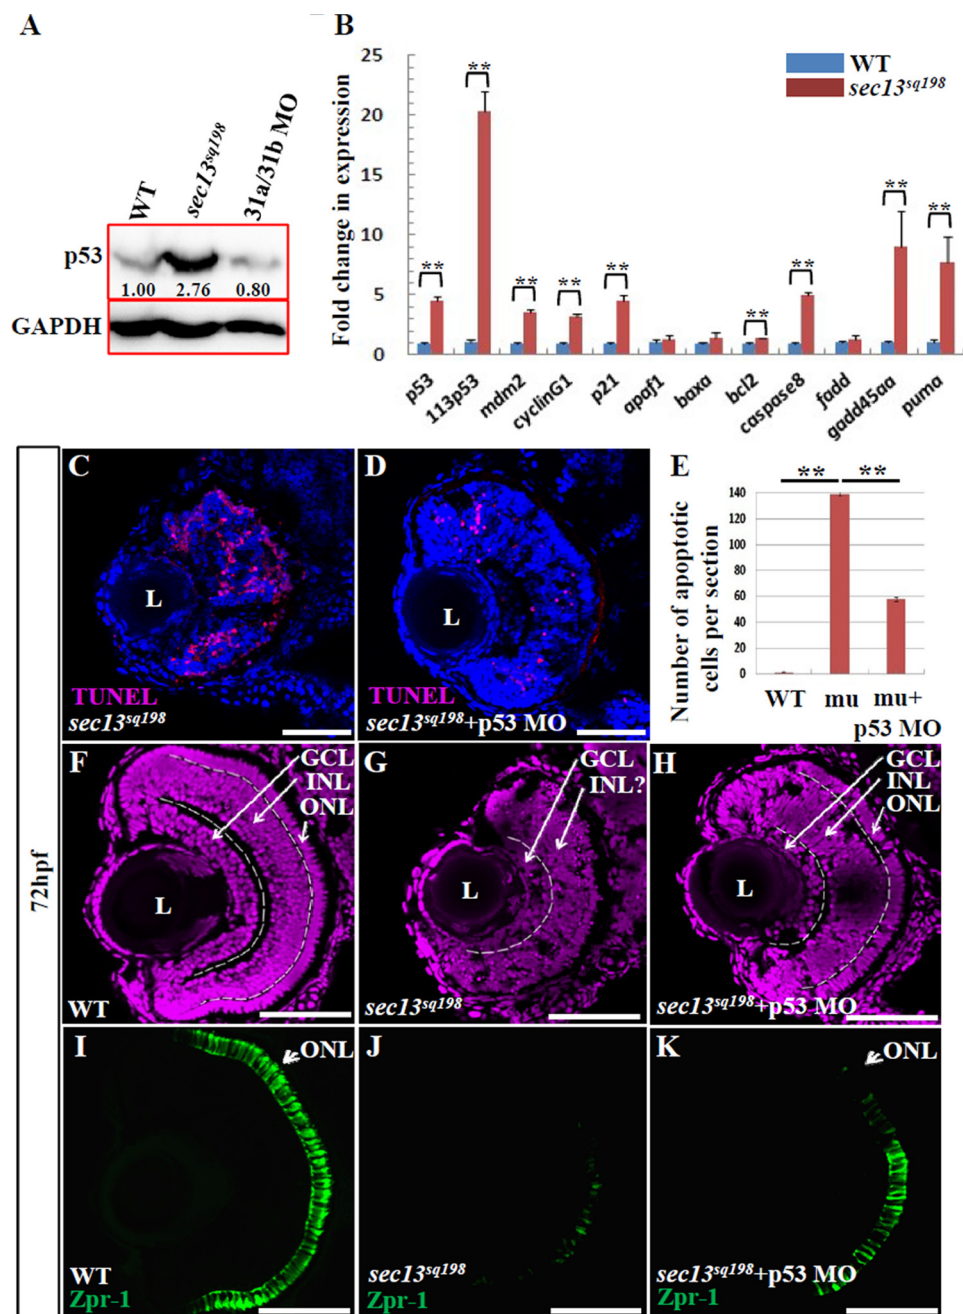 A
WT
sec13sq198
31a/31b MO
p53
1.00 2.76 0.80
GAPDH
B
Fold change in expression
25
20
15
10
5
0
WT
sec13sq198
**
**
**
**
**
**
**
**
**
p53
113p53
mdm2
cyclinG1
p21
apaf1
baxa
bcl2
caspase8
fadd
gadd45aa
puma
72hpf
C
L
TUNEL
sec13sq198
D
L
TUNEL
sec13sq198+p53 MO
E
** **
Number of apoptotic
cells per section
140
120
100
80
60
40
20
0
WT mu mu+
p53 MO
F
GCL
INL
ONL
L
WT
G
GCL
INL?
L
sec13sq198
H
GCL
INL
ONL
L
sec13sq198+p53 MO
I
ONL
WT
Zpr-1
J
sec13sq198
Zpr-1
K
ONL
sec13sq198+p53 MO
Zpr-1